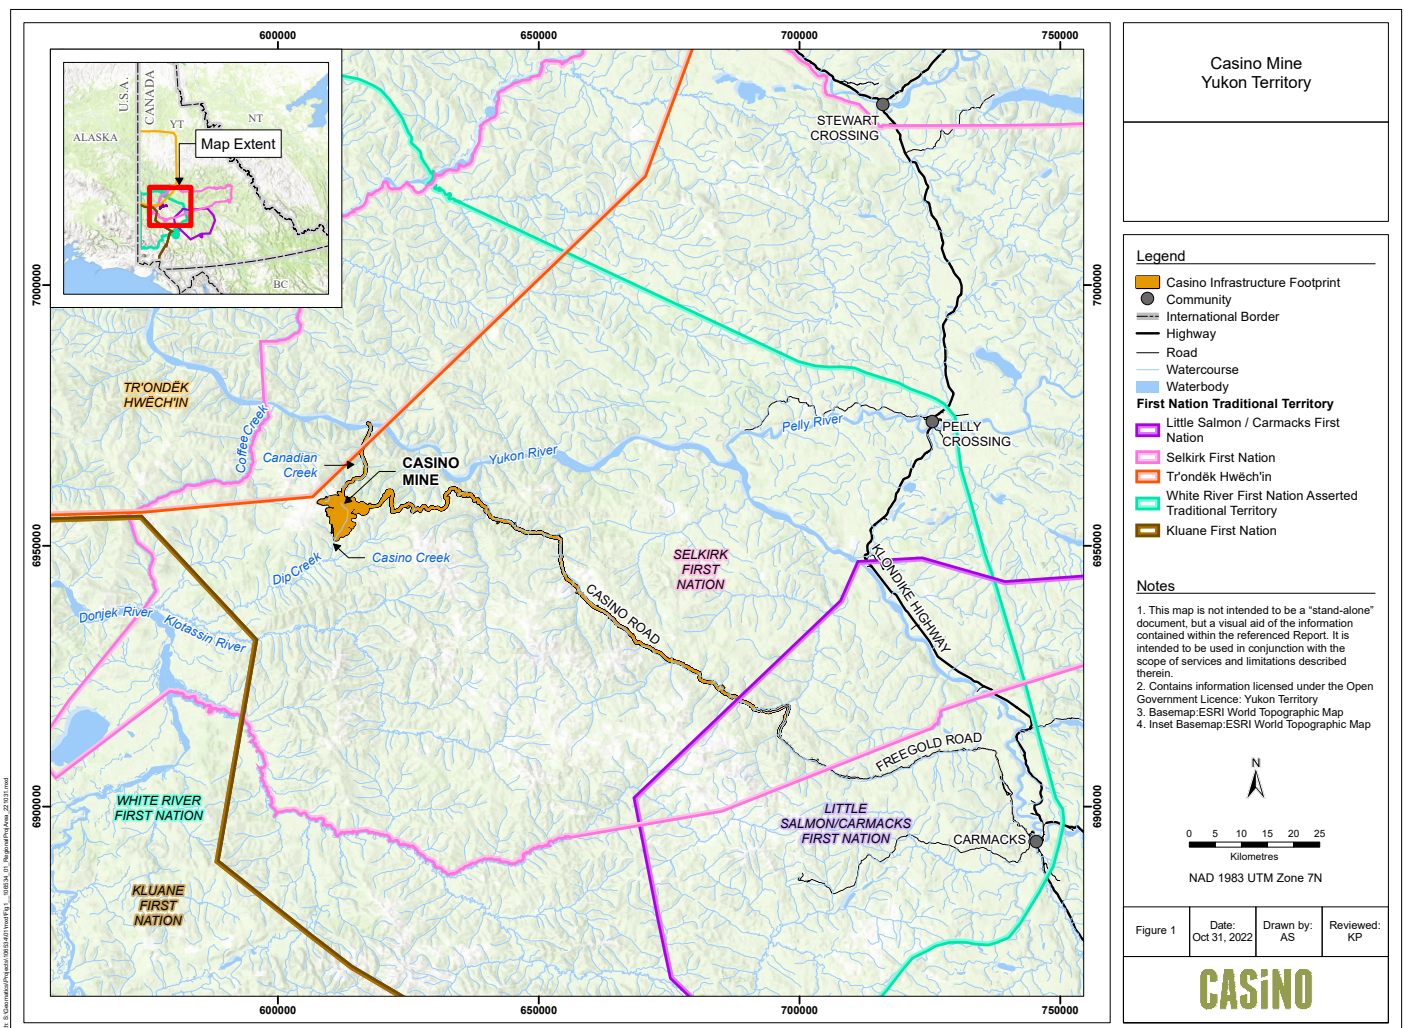 600000
650000
700000
750000
U.S.A.
CANADA
YT
NT
ALASKA
Map Extent
BC
STEWART
CROSSING
7000000
7000000
TR'ONDËK
HWËCH'IN
Coffee Creek
Canadian
Creek
CASINO
MINE
Yukon River
Pelly River
PELLY
CROSSING
6950000
6950000
Dip Creek
Casino Creek
SELKIRK
FIRST
NATION
KLONDIKE HIGHWAY
CASINO ROAD
Donjek River
Klotassin River
FREEGOLD ROAD
6900000
6900000
WHITE RIVER
FIRST NATION
LITTLE
SALMON/CARMACKS
FIRST NATION
CARMACKS
KLUANE
FIRST
NATION
600000
650000
700000
750000
Casino Mine
Yukon Territory
Legend
Casino Infrastructure Footprint
Community
International Border
Highway
Road
Watercourse
Waterbody
First Nation Traditional Territory
Little Salmon / Carmacks First
Nation
Selkirk First Nation
Tr'ondëk Hwëch'in
White River First Nation Asserted
Traditional Territory
Kluane First Nation
Notes
1. This map is not intended to be a “stand-alone”
document, but a visual aid of the information
contained within the referenced Report. It is
intended to be used in conjunction with the
scope of services and limitations described
therein.
2. Contains information licensed under the Open
Government Licence: Yukon Territory
3. Basemap:ESRI World Topographic Map
4. Inset Basemap:ESRI World Topographic Map
N
0 5 10 15 20 25
Kilometres
NAD 1983 UTM Zone 7N
Figure 1
Date:
Oct 31, 2022
Drawn by:
AS
Reviewed:
KP
CASiNO